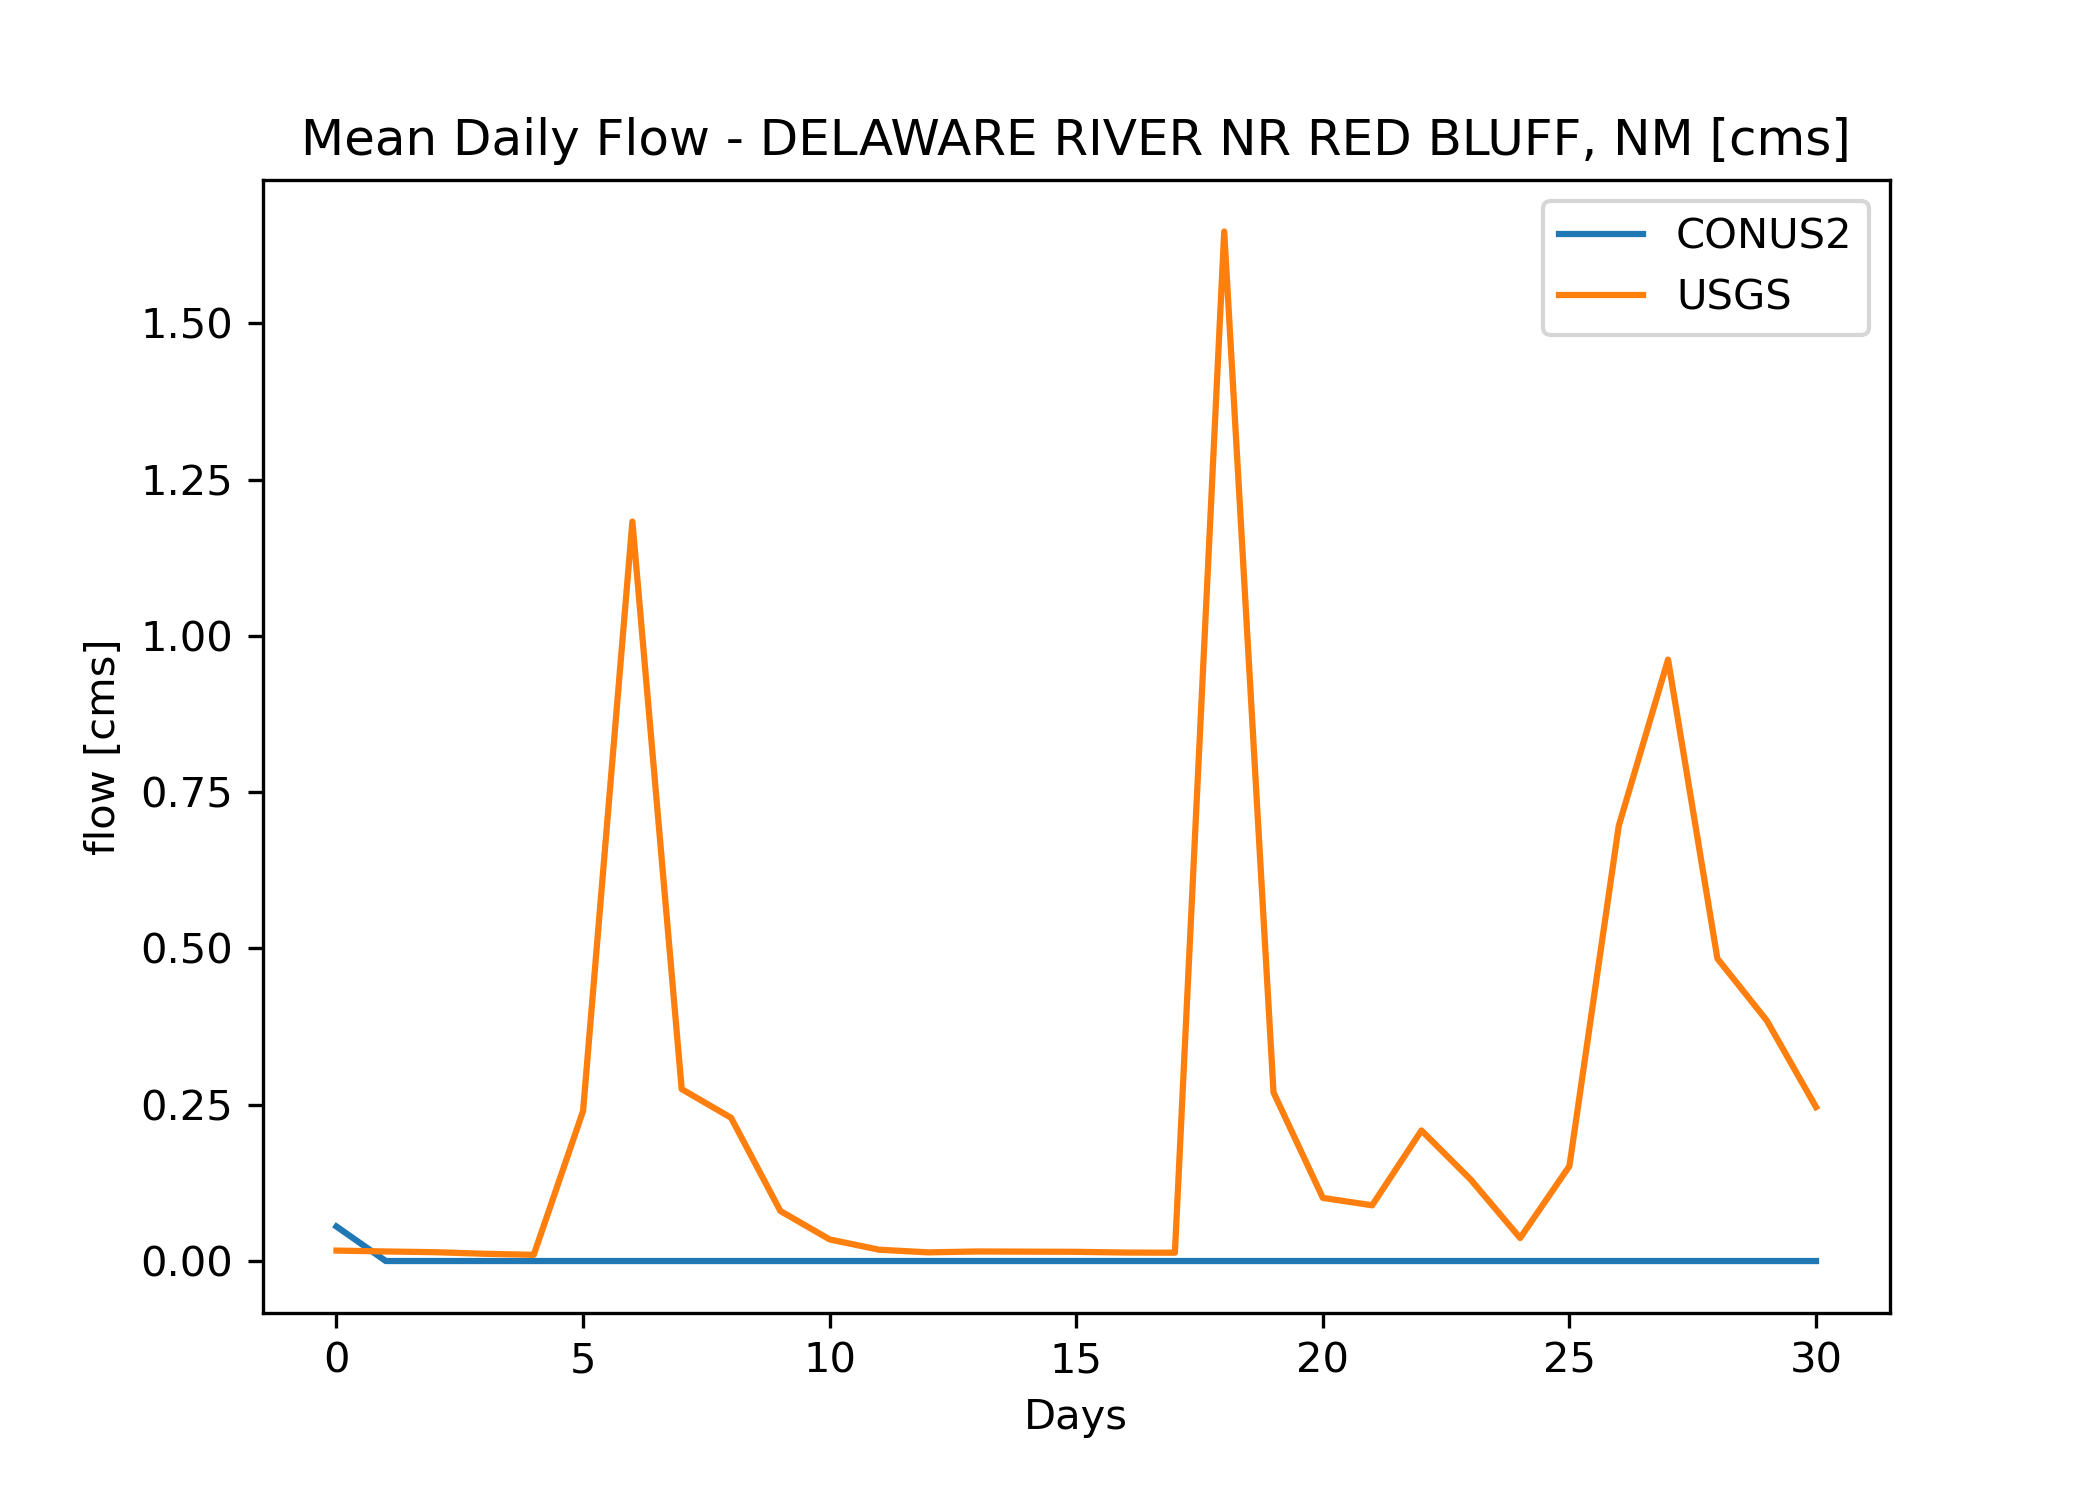 Mean Daily Flow - DELAWARE RIVER NR RED BLUFF, NM [cms]
CONUS2
USGS
flow [cms]
1.50
1.25
1.00
0.75
0.50
0.25
0.00
0 5 10 15 20 25 30
Days